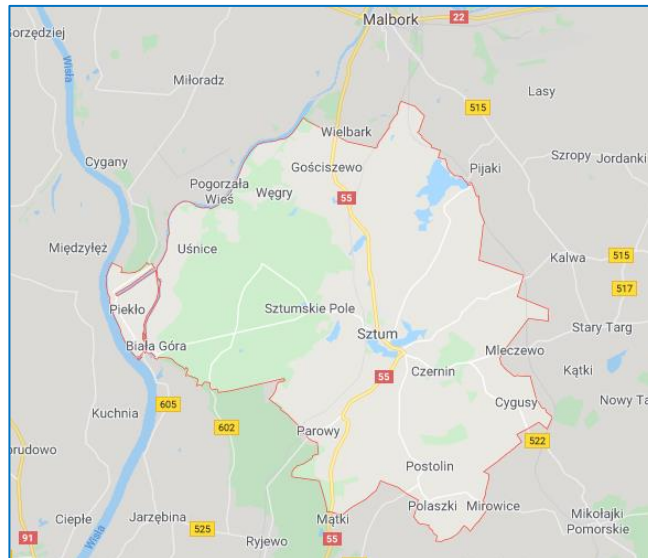 Malbork
22
Gorzędziej
Wisła
Miłoradz
Lasy
515
Wielbark
Cygany
Gościszewo
Szropy
Jordanki
Pijaki
Pogorzała
Wieś
Węgry
55
Międzyłęż
Uśnice
Kalwa
515
517
Piekło
Sztumskie Pole
Stary Targ
Sztum
Biała Góra
Mleczewo
Czernin
Kątki
55
Kuchnia
605
Cygusy
Nowy Ta
602
Parowy
522
orudowo
Postolin
Polaszki
Mirowice
Ciepłe
Jarzębina
Mątki
Mikołajki
Pomorskie
525
91
Ryjewo
55
Wisła